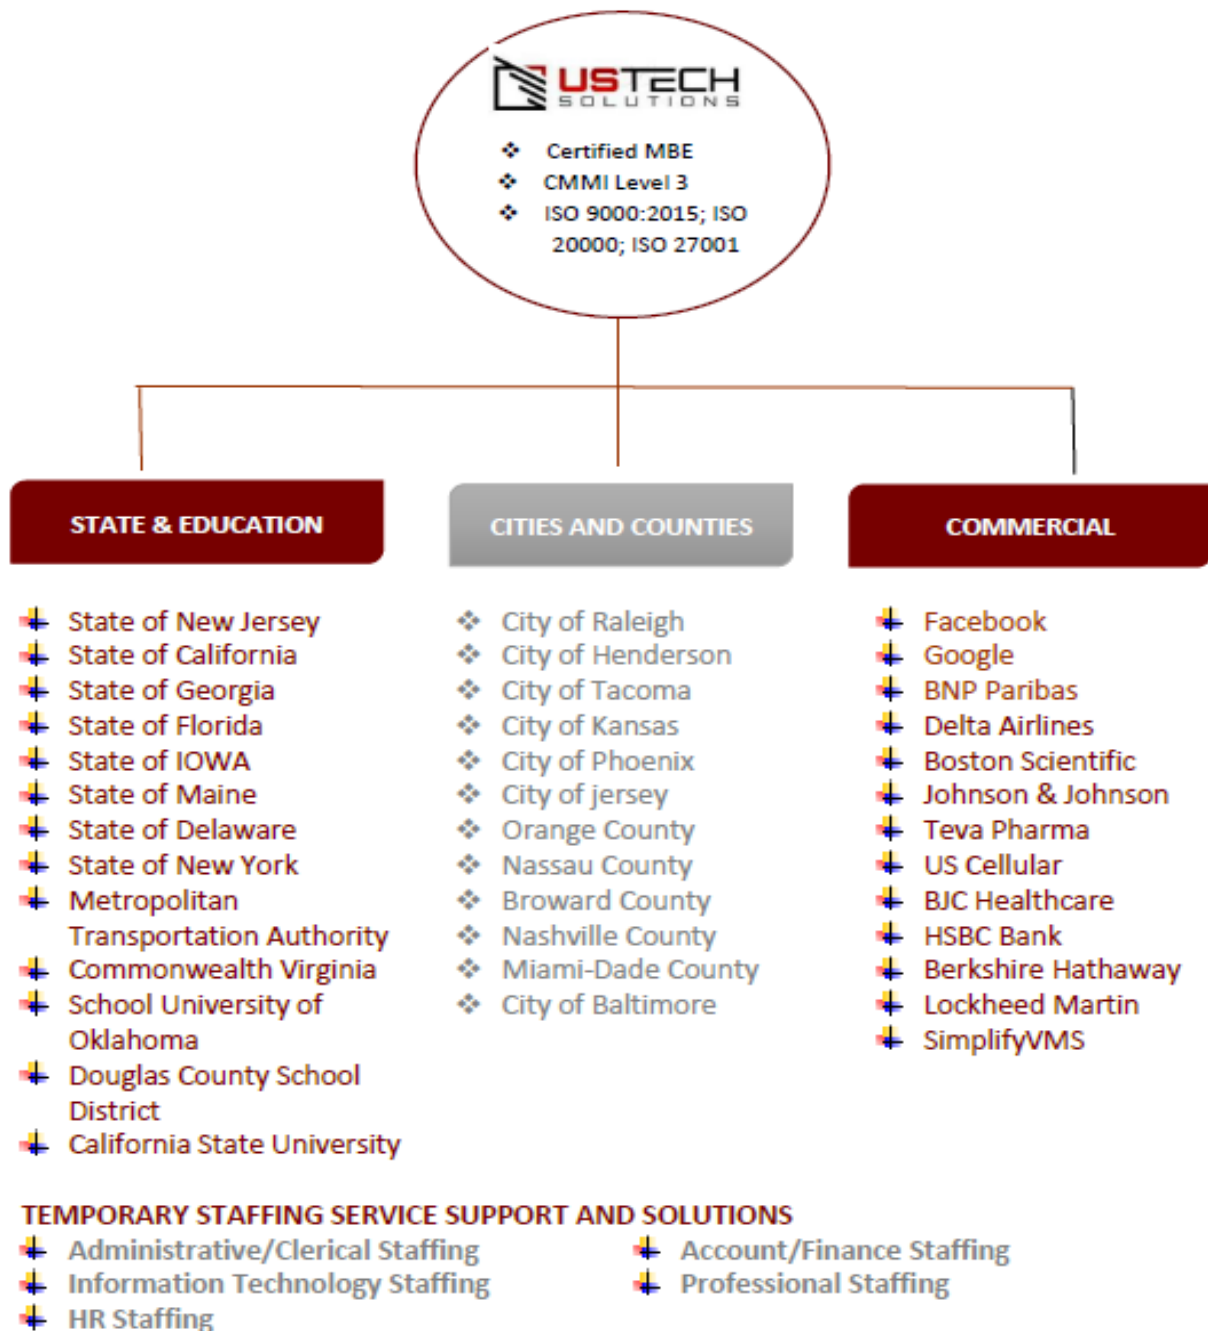 USTECH
SOLUTIONS
Certified MBE
CMMI Level 3
ISO 9000:2015; ISO
20000; ISO 27001
STATE & EDUCATION
State of New Jersey
State of California
State of Georgia
State of Florida
State of IOWA
State of Maine
State of Delaware
State of New York
Metropolitan
Transportation Authority
Commonwealth Virginia
School University of
Oklahoma
Douglas County School
District
California State University
CITIES AND COUNTIES
City of Raleigh
City of Henderson
City of Tacoma
City of Kansas
City of Phoenix
City of jersey
Orange County
Nassau County
Broward County
Nashville County
Miami-Dade County
City of Baltimore
COMMERCIAL
Facebook
Google
BNP Paribas
Delta Airlines
Boston Scientific
Johnson & Johnson
Teva Pharma
US Cellular
BJC Healthcare
HSBC Bank
Berkshire Hathaway
Lockheed Martin
SimplifyVMS
TEMPORARY STAFFING SERVICE SUPPORT AND SOLUTIONS
Administrative/Clerical Staffing
Information Technology Staffing
HR Staffing
Account/Finance Staffing
Professional Staffing